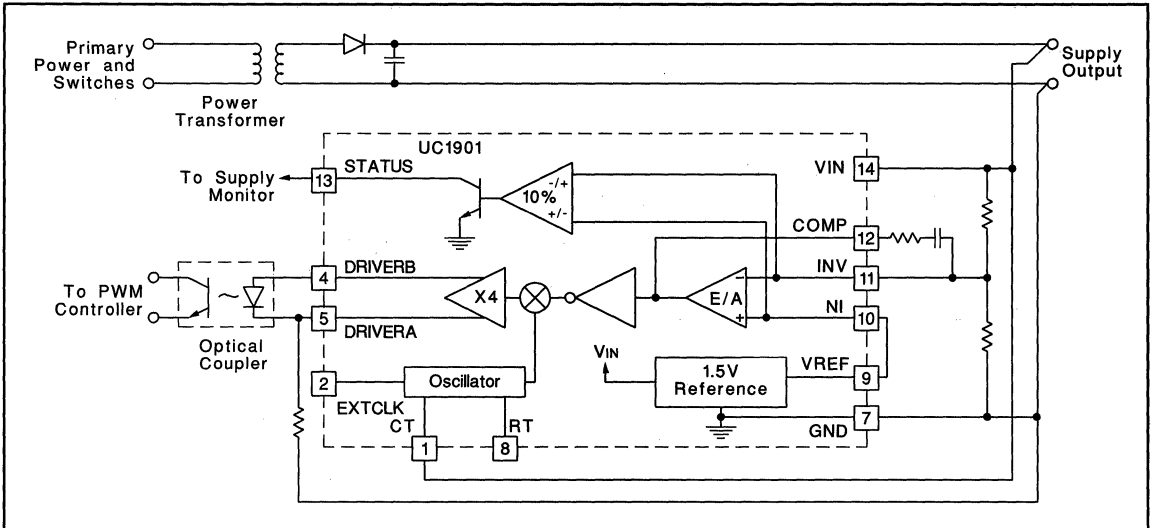 Primary
Power and
Switches
Power
Transformer
Supply
Output
UC1901
To Supply
Monitor
13
STATUS
10%
-/+
+/-
VIN
14
COMP
12
INV
11
NI
10
E/A
-
+
X4
4
DRIVERB
5
DRIVERA
To PWM
Controller
Optical
Coupler
2
EXTCLK
Oscillator
CT
1
RT
8
VIN
1.5V
Reference
VREF
9
GND
7